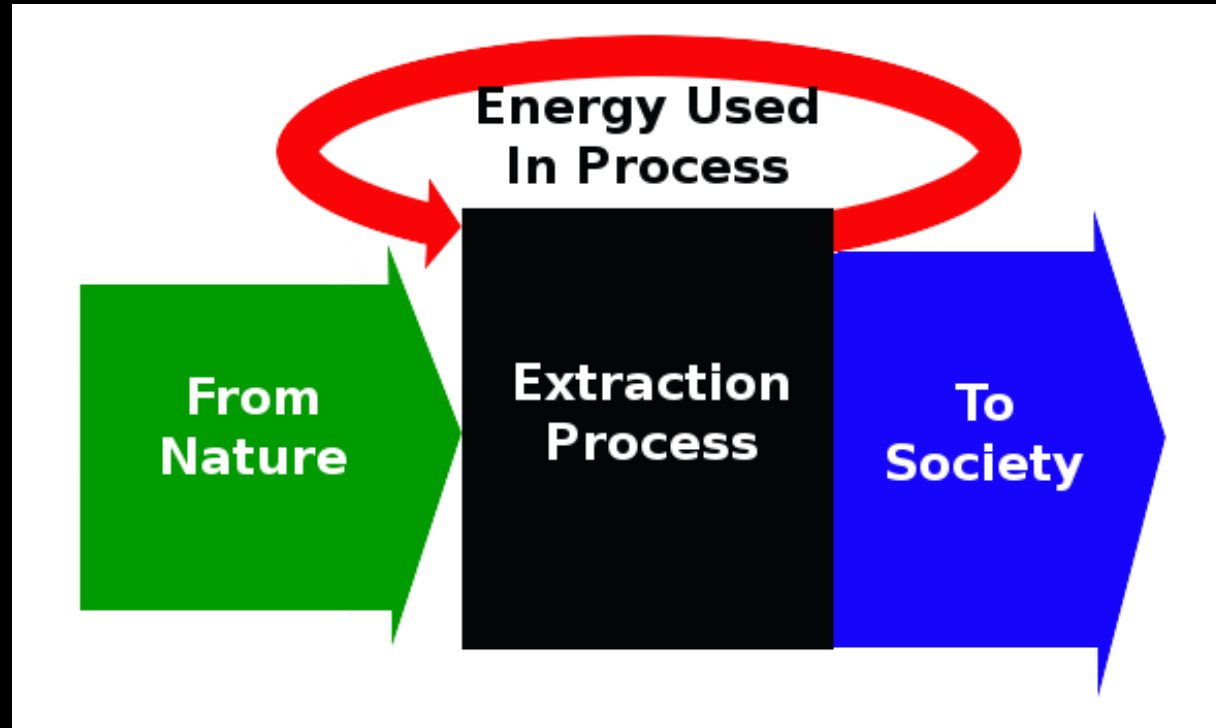 Energy Used
In Process
From
Nature
Extraction
Process
To
Society